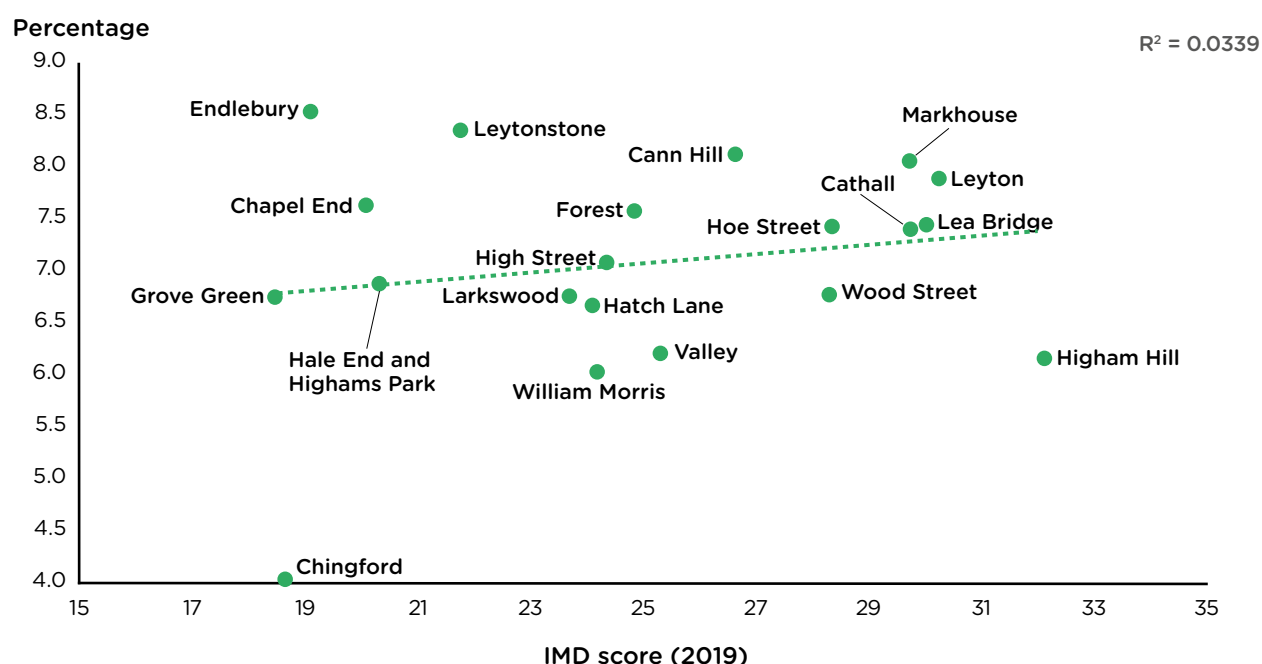 Percentage
R² = 0.0339
9.0
8.5
8.0
7.5
7.0
6.5
6.0
5.5
5.0
4.5
4.0
Endlebury
Leytonstone
Markhouse
Cann Hill
Cathall
Leyton
Chapel End
Forest
Hoe Street
Lea Bridge
High Street
Grove Green
Larkswood
Hatch Lane
Wood Street
Hale End and
Highams Park
Valley
Higham Hill
William Morris
Chingford
15 17 19 21 23 25 27 29 31 33 35
IMD score (2019)